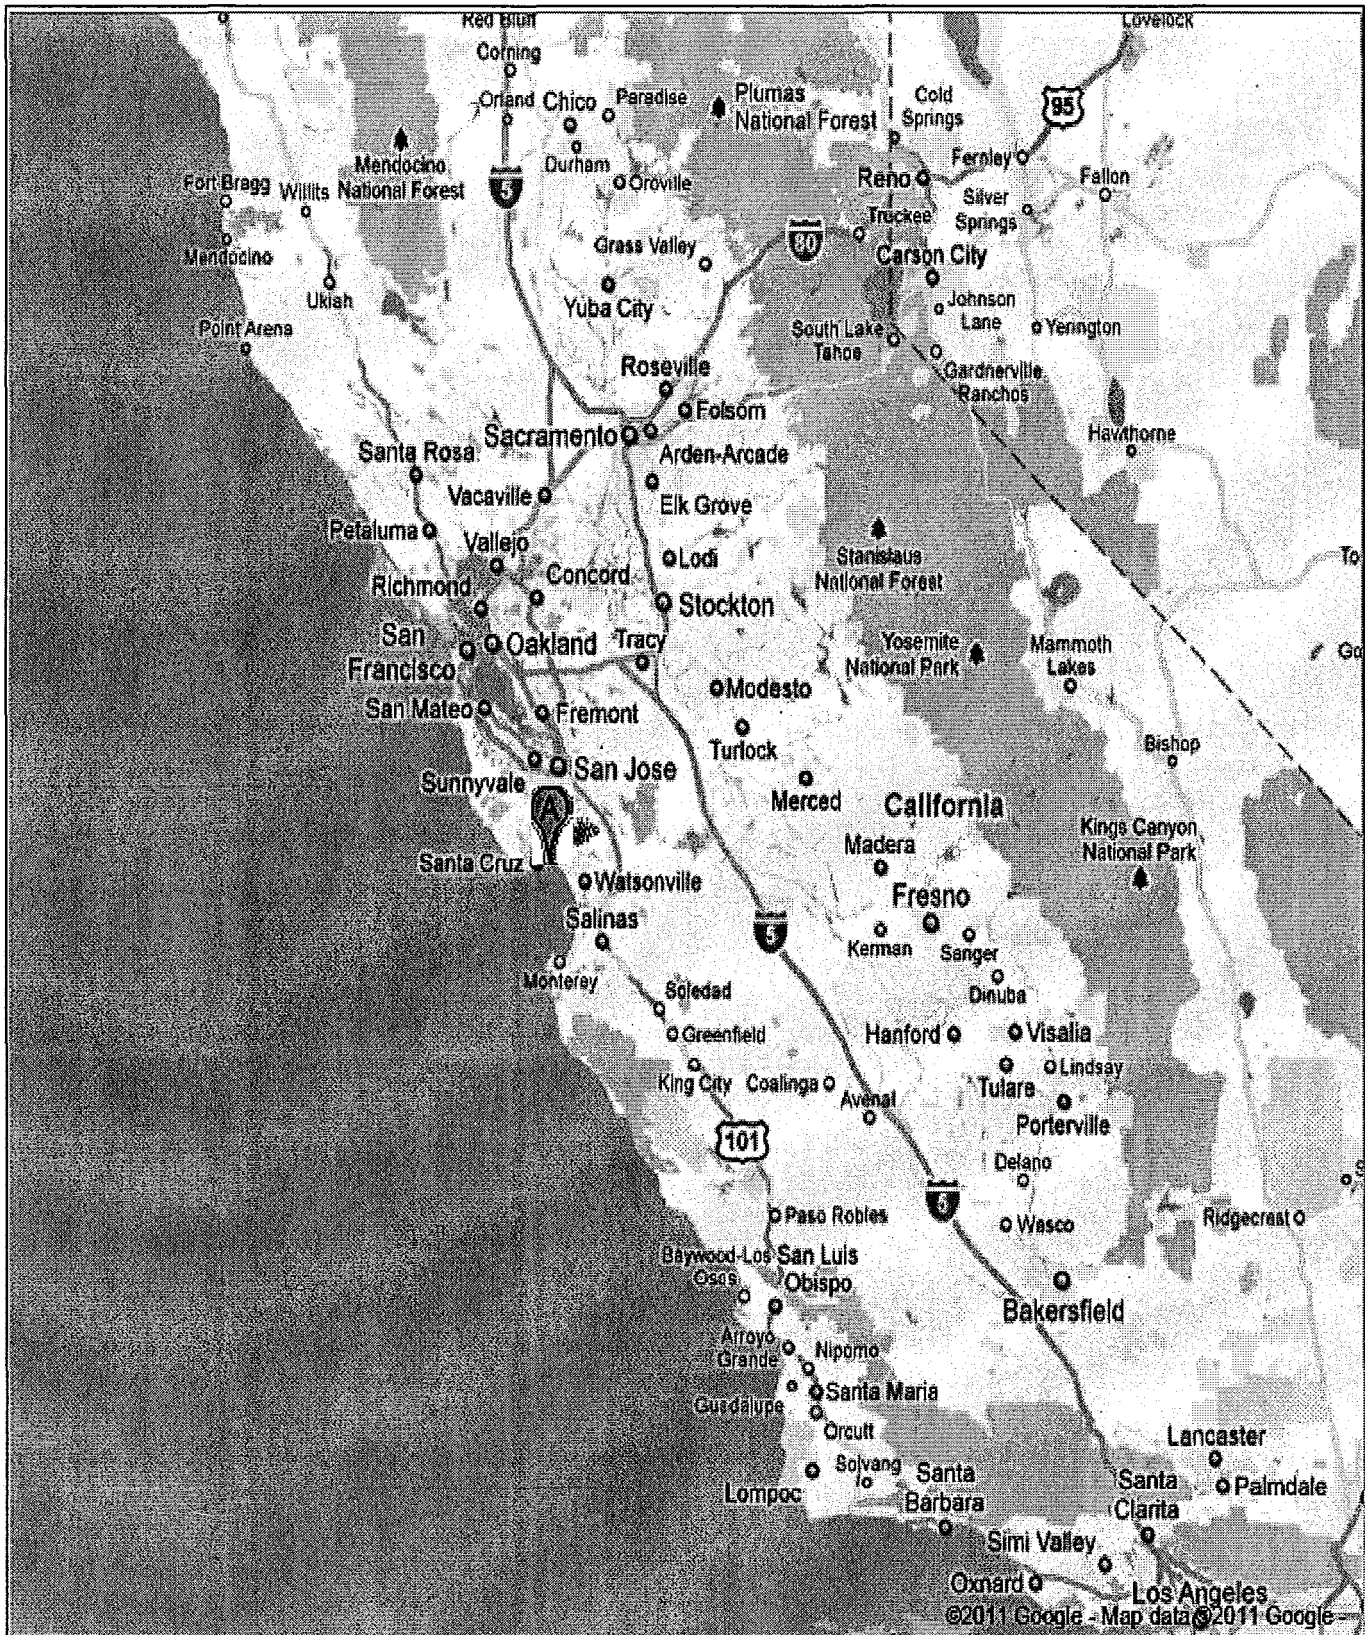 Red Bluff
Lovelock
Corning
Orland
Chico
Paradise
Plumas
National Forest
Cold
Springs
95
Mendocino
National Forest
Durham
Oroville
Fernley
Reno
Fallon
Fort Bragg
Willits
5
Silver
Springs
Truckee
Mendocino
Grass Valley
80
Carson City
Ukiah
Yuba City
Johnson
Lane
Point Arena
South Lake
Tahoe
Yerington
Roseville
Gardnerville
Ranchos
Folsom
Sacramento
Hawthorne
Santa Rosa
Arden-Arcade
Vacaville
Elk Grove
Petaluma
Vallejo
Lodi
Stanislaus
National Forest
To
Richmond
Concord
Stockton
San
Francisco
Oakland
Tracy
Yosemite
National Park
Mammoth
Lakes
Go
San Mateo
Fremont
Modesto
Turlock
Bishop
Sunnyvale
San Jose
Merced
California
A
Kings Canyon
National Park
Madera
Santa Cruz
Watsonville
Fresno
Salinas
5
Kerman
Sanger
Monterey
Dinuba
Soledad
Greenfield
Hanford
Visalia
King City
Coalinga
Lindsay
Tulare
Avenal
Porterville
101
Delano
5
Paso Robles
Wasco
Ridgecrest
Baywood-Los
Osos
San Luis
Obispo
Bakersfield
Arroyo
Grande
Nipomo
Guadalupe
Santa Maria
Orcutt
Lancaster
Solvang
Lompoc
Santa
Barbara
Santa
Clarita
Palmdale
Simi Valley
Oxnard
Los Angeles
©2011 Google - Map data ©2011 Google -